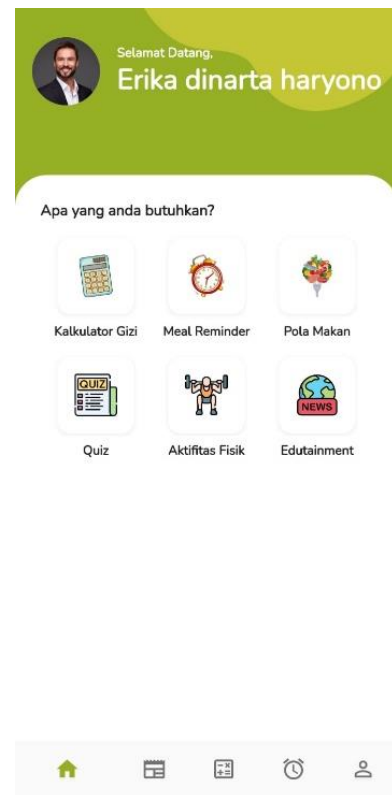 Selamat Datang,
Erika dinarta haryono
Apa yang anda butuhkan?
Kalkulator Gizi
Meal Reminder
Pola Makan
QUIZ
NEWS
Quiz
Aktifitas Fisik
Edutainment